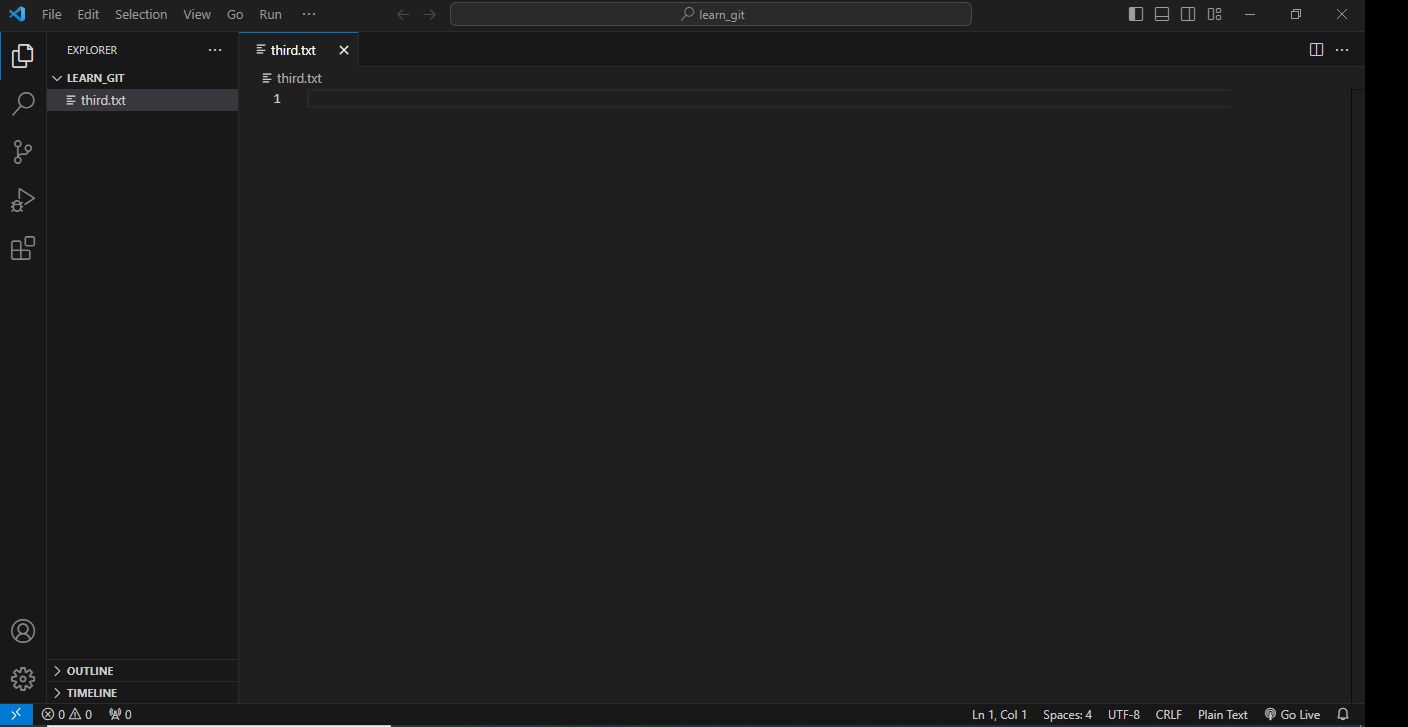 File Edit Selection View Go Run ···
learn_git
EXPLORER ···
LEARN_GIT
third.txt
OUTLINE
TIMELINE
third.txt
third.txt
1
0 0 0
Ln 1, Col 1 Spaces: 4 UTF-8 CRLF Plain Text Go Live